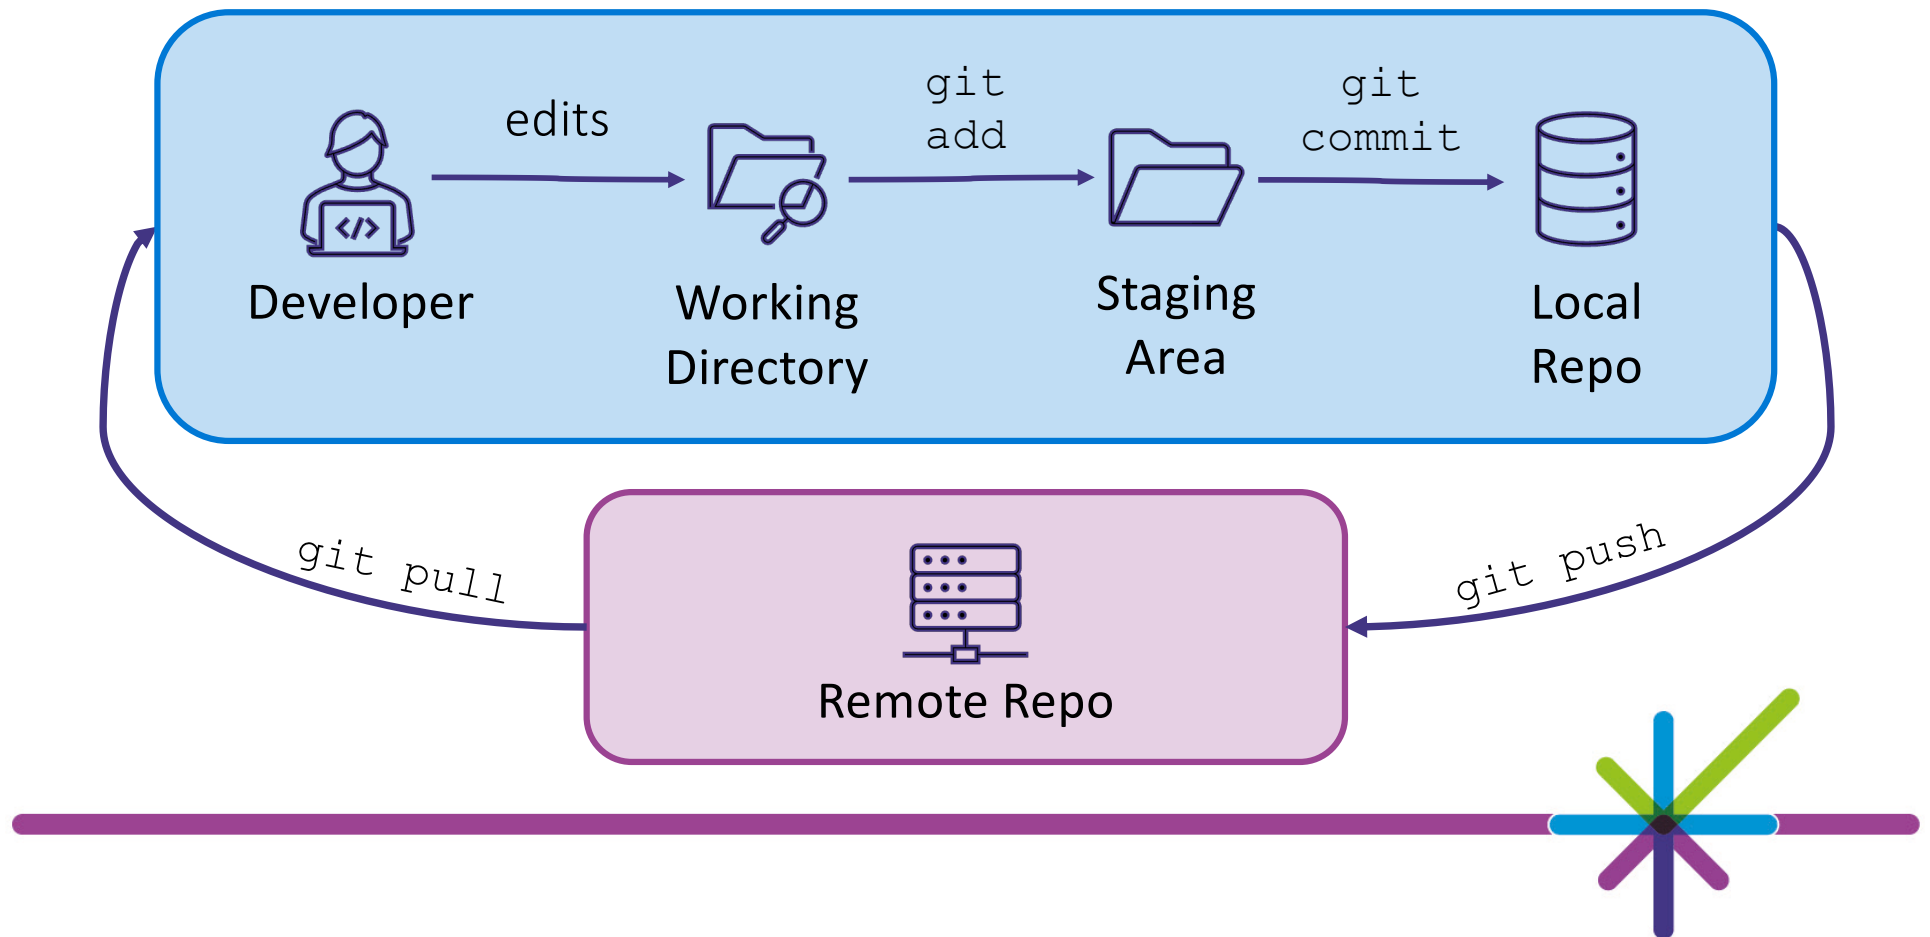 edits
git
add
git
commit
Developer
Working
Directory
Staging
Area
Local
Repo
git pull
git push
Remote Repo